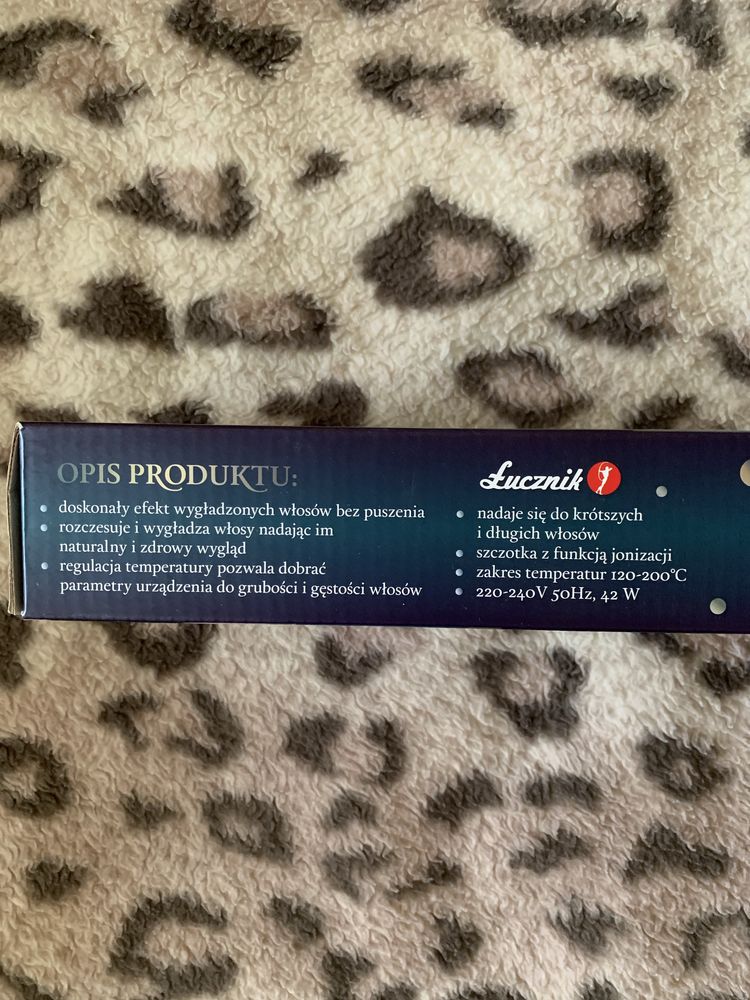 OPIS PRODUKTU:
• doskonały efekt wygładzonych włosów bez puszenia
• rozczesuje i wygładza włosy nadając im
naturalny i zdrowy wygląd
• regulacja temperatury pozwala dobrać
parametry urządzenia do grubości i gęstości włosów
Łucznik
• nadaje się do krótszych
i długich włosów
• szczotka z funkcją jonizacji
• zakres temperatur 120-200°C
• 220-240V 50Hz, 42 W